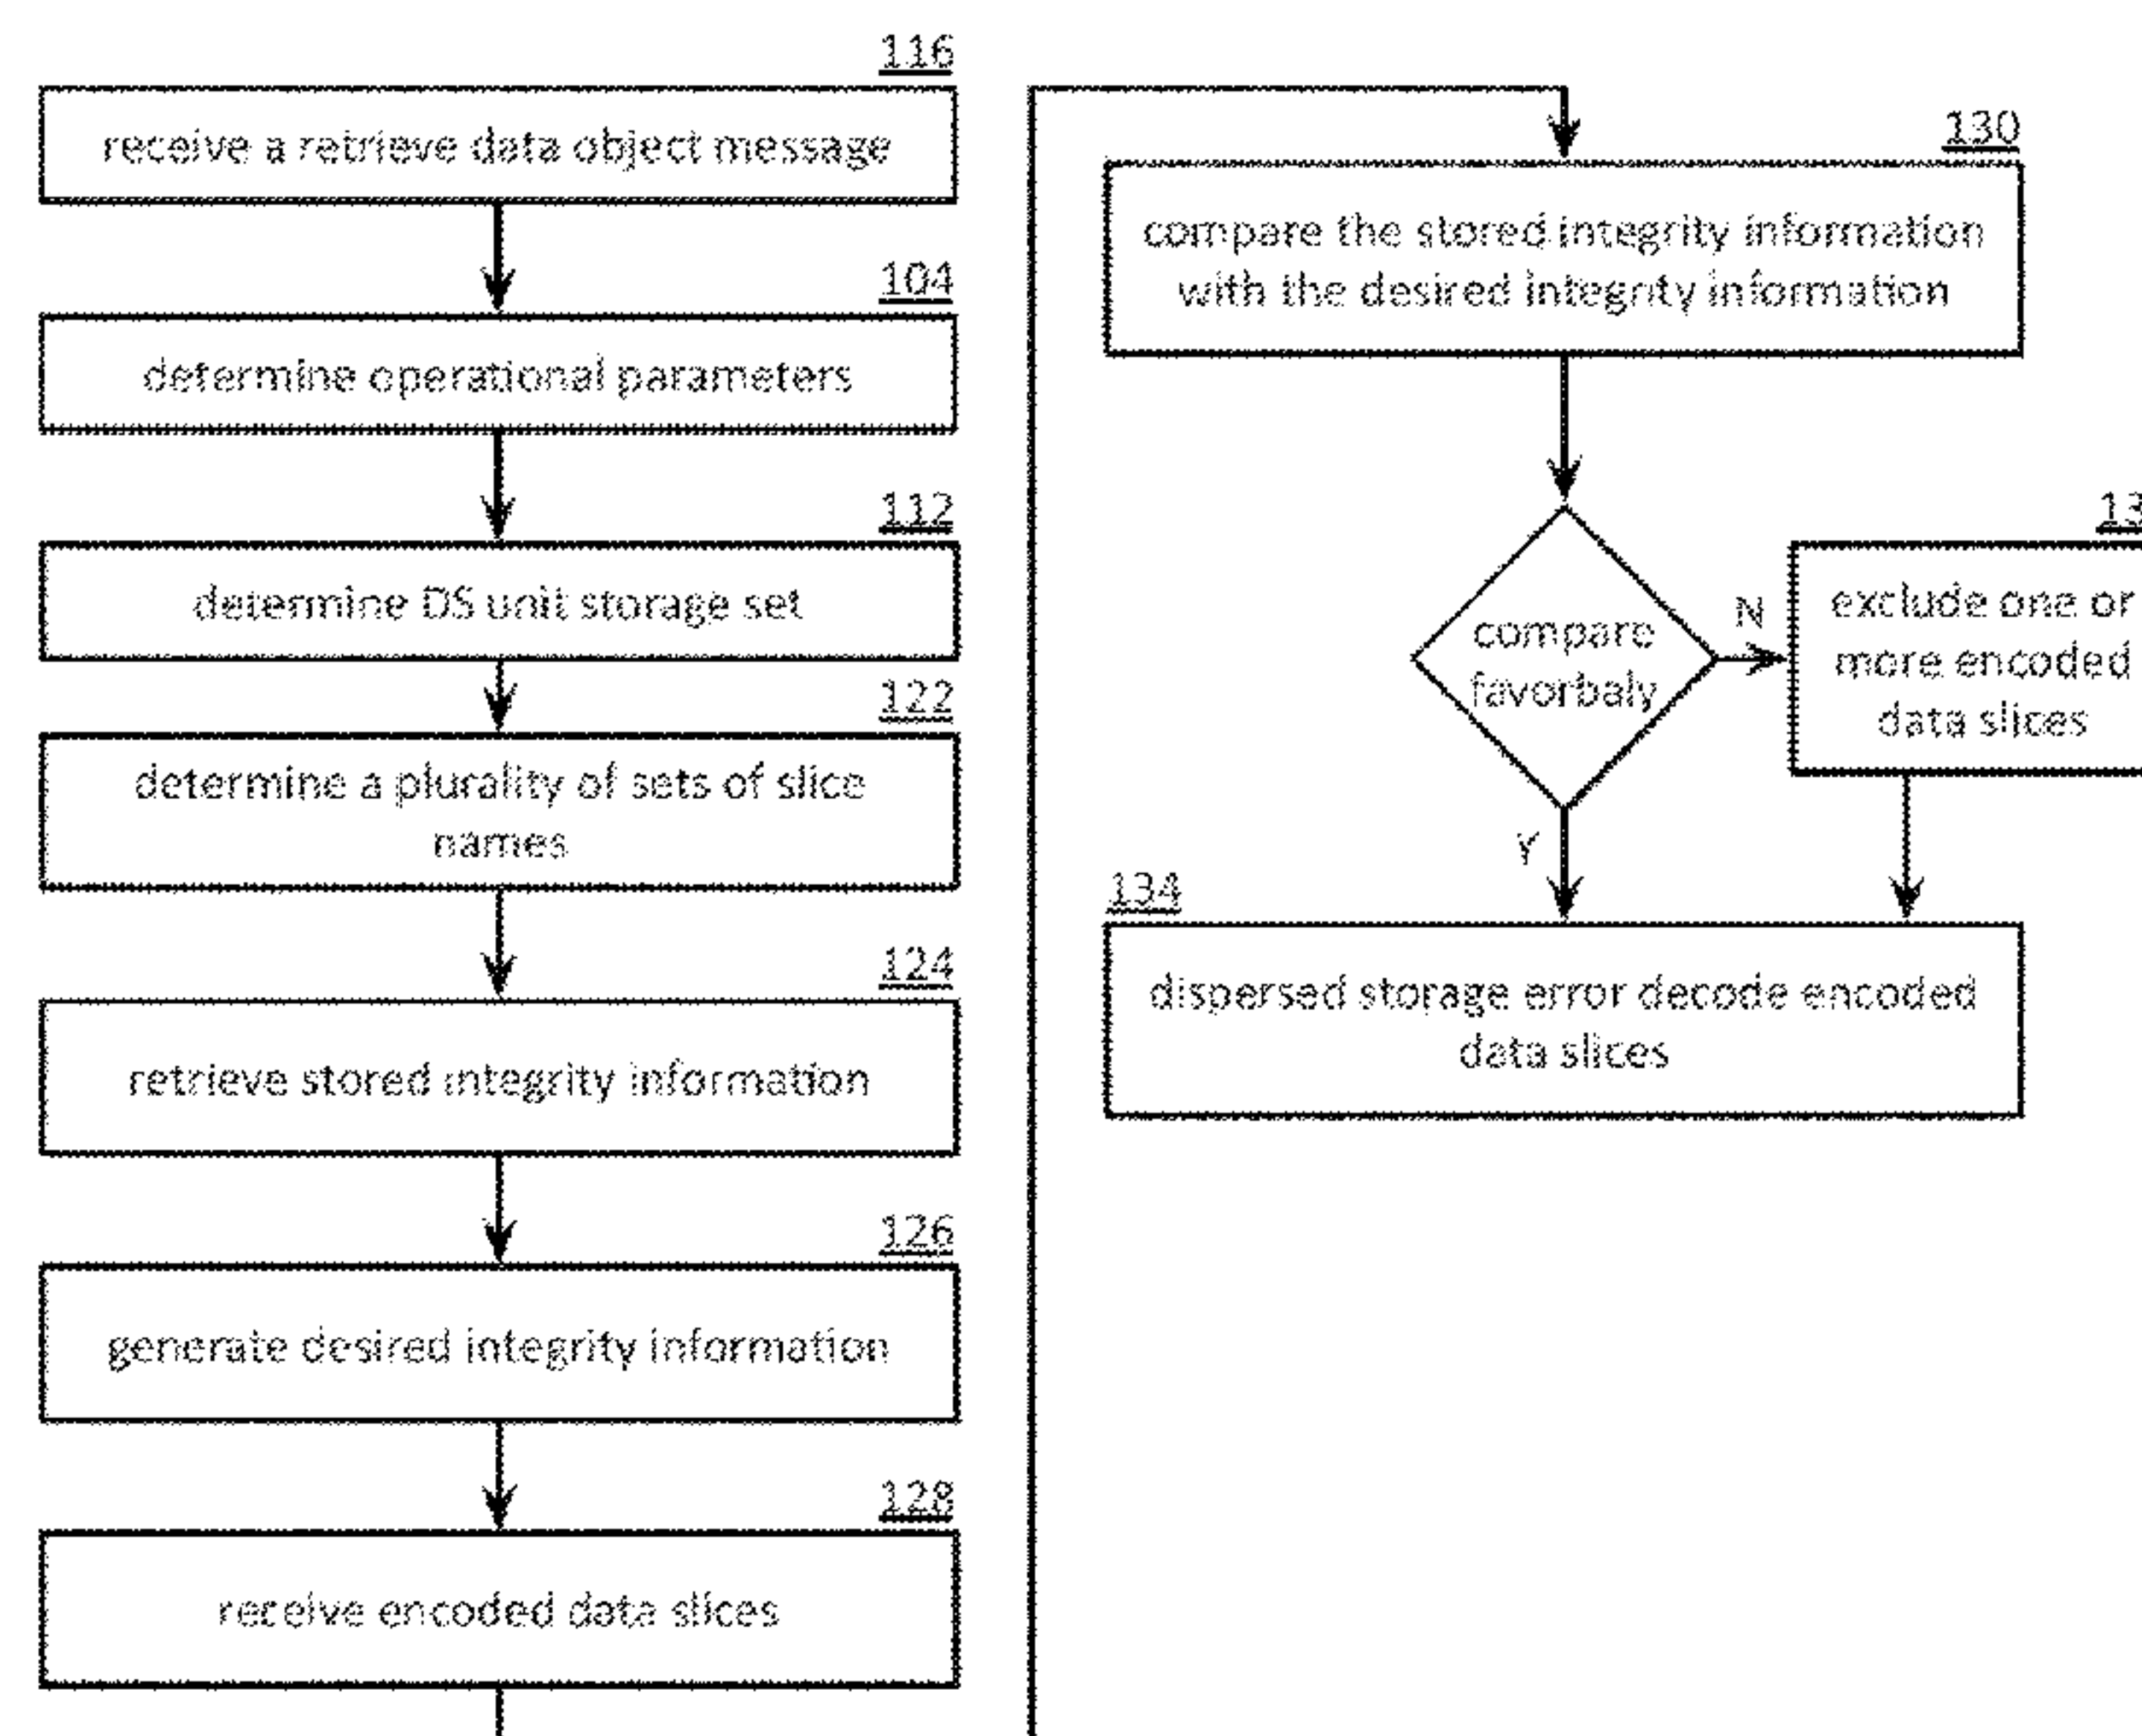 116
receive a retrieve data object message
104
determine operational parameters
112
determine DS unit storage set
122
determine a plurality of sets of slice
names
124
retrieve stored integrity information
126
generate desired integrity information
128
receive encoded data slices
130
compare the stored integrity information
with the desired integrity information
compare
favorbaly
N
Y
13
exclude one or
more encoded
data slices
134
dispersed storage error decode encoded
data slices